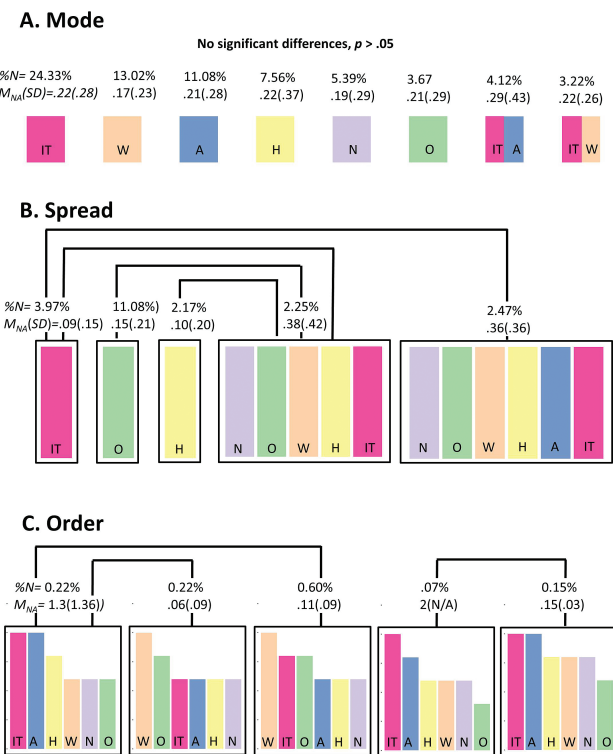 A. Mode
No significant differences, p > .05
%N= 24.33% 13.02% 11.08% 7.56% 5.39% 3.67 4.12% 3.22%
M_NA(SD)=.22(.28) .17(.23) .21(.28) .22(.37) .19(.29) .21(.29) .29(.43) .22(.26)
IT W A H N O IT A IT W
B. Spread
%N= 3.97% 11.08%) 2.17% 2.25% 2.47%
M_NA(SD)=.09(.15) .15(.21) .10(.20) .38(.42) .36(.36)
IT O H N O W H IT N O W H A IT
C. Order
%N= 0.22% 0.22% 0.60% .07% 0.15%
M_NA= 1.3(1.36)) .06(.09) .11(.09) 2(N/A) .15(.03)
IT A H W N O W O IT A H N W IT O A H N IT A H W N O IT A H W N O